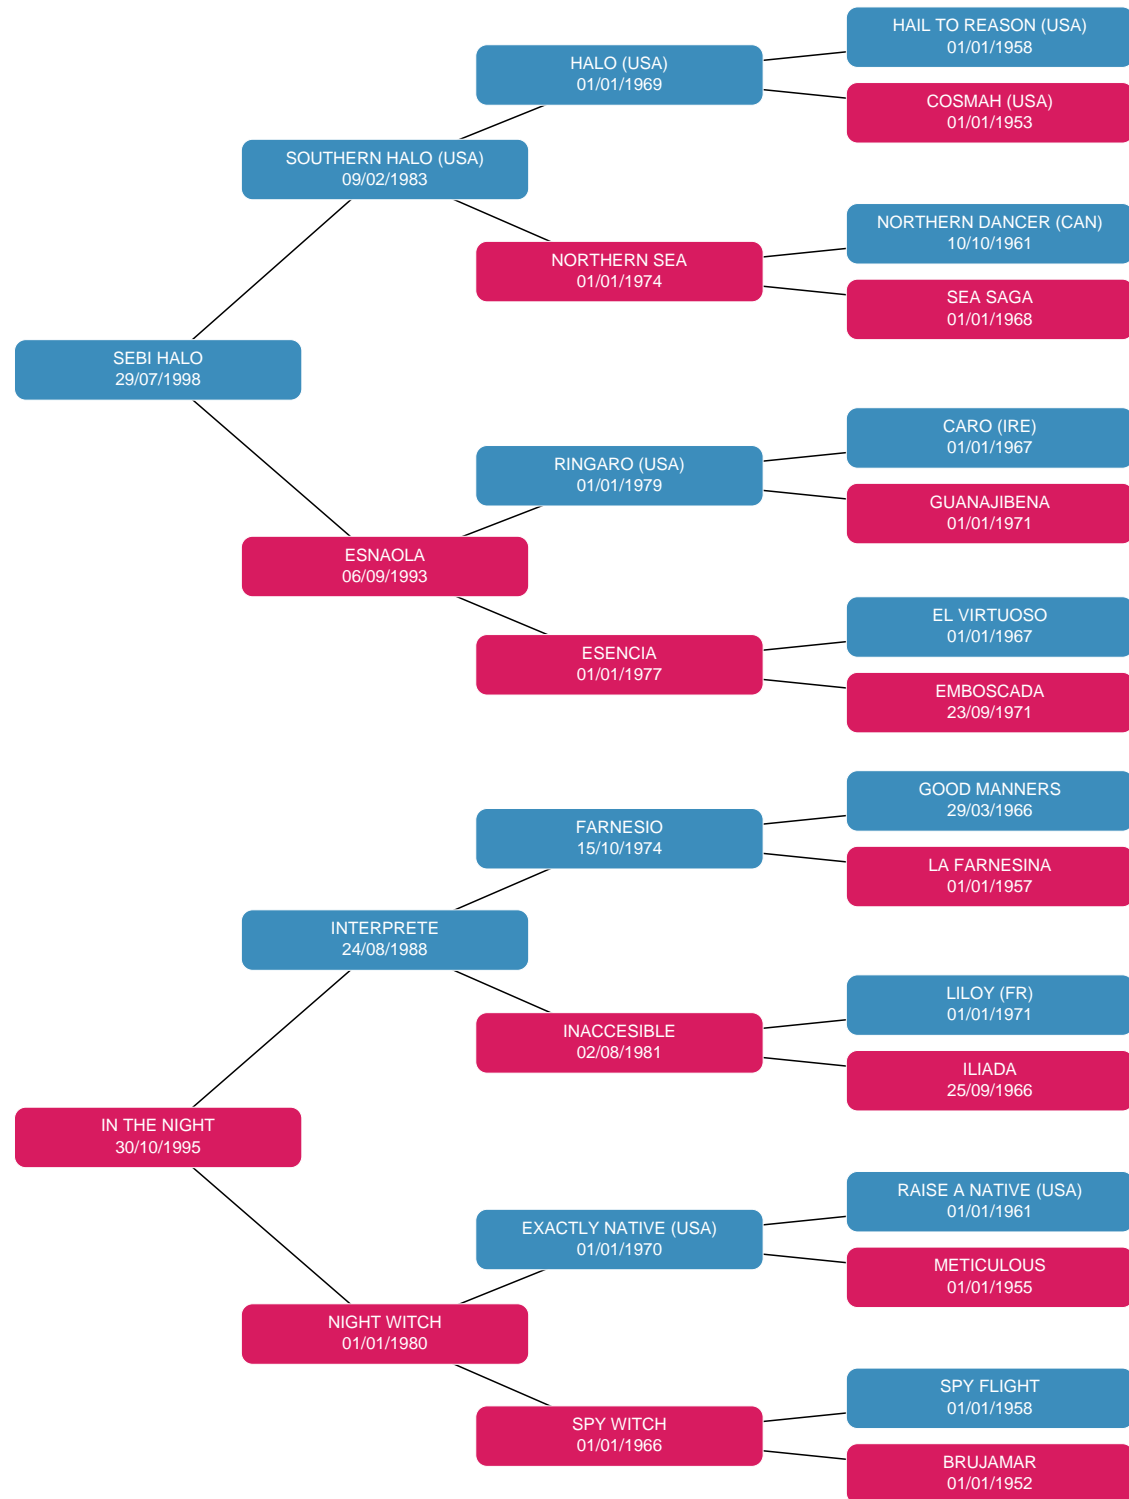 HAIL TO REASON (USA)
01/01/1958
HALO (USA)
01/01/1969
COSMAH (USA)
01/01/1953
SOUTHERN HALO (USA)
09/02/1983
NORTHERN DANCER (CAN)
10/10/1961
NORTHERN SEA
01/01/1974
SEA SAGA
01/01/1968
SEBI HALO
29/07/1998
CARO (IRE)
01/01/1967
RINGARO (USA)
01/01/1979
GUANAJIBENA
01/01/1971
ESNAOLA
06/09/1993
EL VIRTUOSO
01/01/1967
ESENCIA
01/01/1977
EMBOSCADA
23/09/1971
GOOD MANNERS
29/03/1966
FARNESIO
15/10/1974
LA FARNESINA
01/01/1957
INTERPRETE
24/08/1988
LILOY (FR)
01/01/1971
INACCESIBLE
02/08/1981
ILIADA
25/09/1966
IN THE NIGHT
30/10/1995
RAISE A NATIVE (USA)
01/01/1961
EXACTLY NATIVE (USA)
01/01/1970
METICULOUS
01/01/1955
NIGHT WITCH
01/01/1980
SPY FLIGHT
01/01/1958
SPY WITCH
01/01/1966
BRUJAMAR
01/01/1952